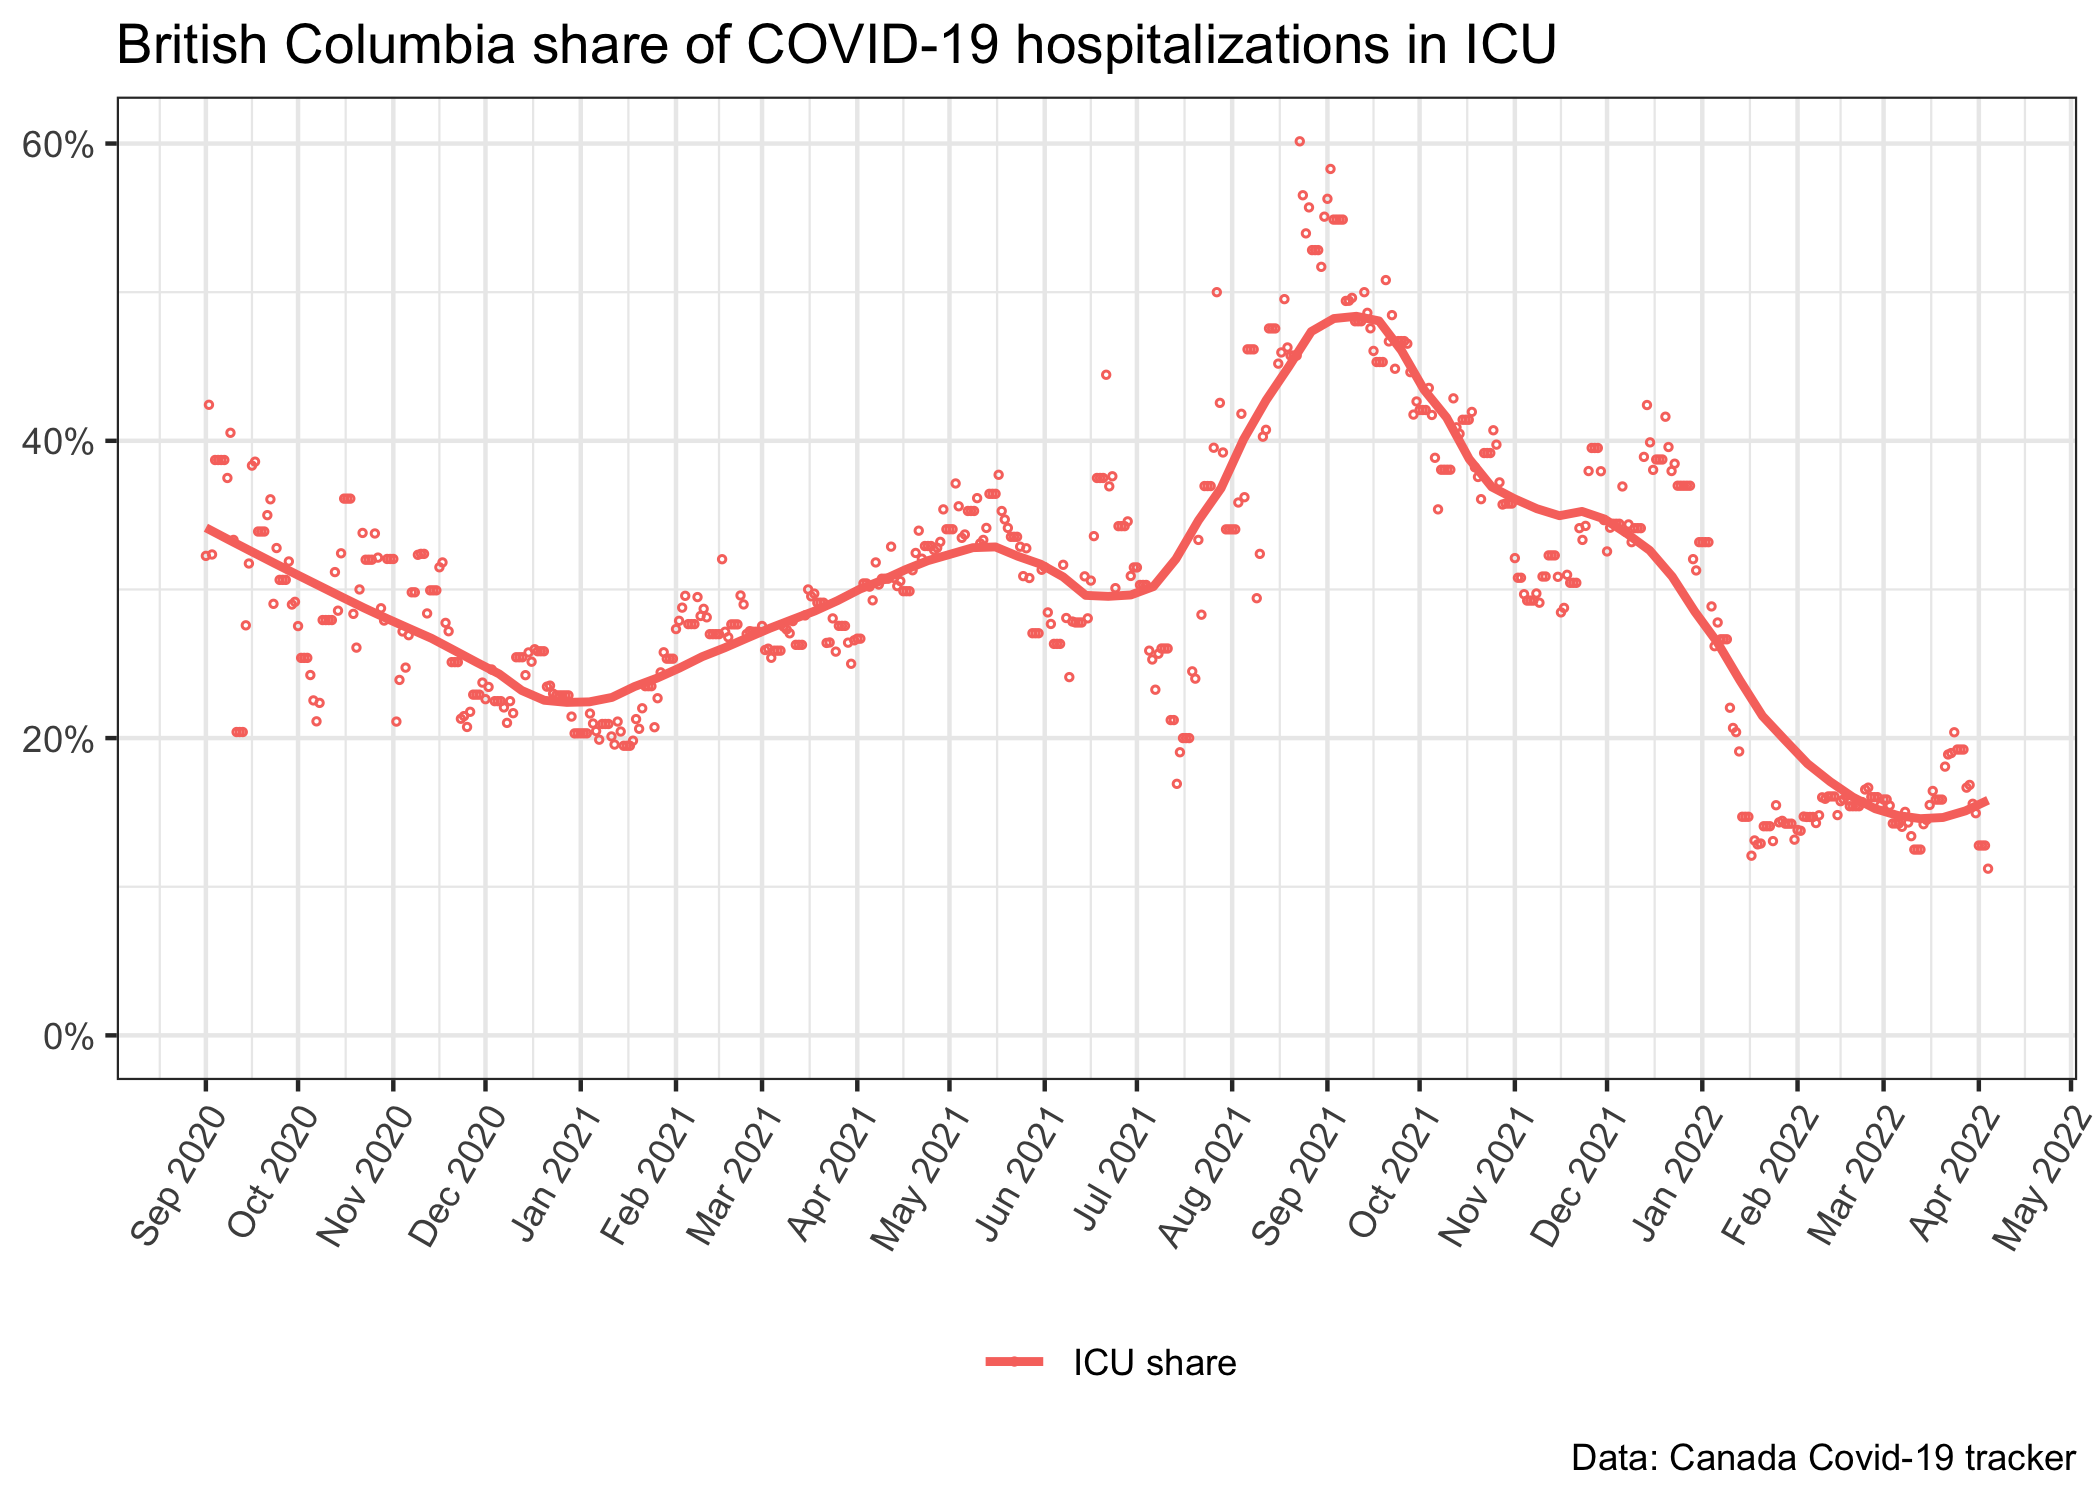 British Columbia share of COVID-19 hospitalizations in ICU
60%
40%
20%
0%
Sep 2020
Oct 2020
Nov 2020
Dec 2020
Jan 2021
Feb 2021
Mar 2021
Apr 2021
May 2021
Jun 2021
Jul 2021
Aug 2021
Sep 2021
Oct 2021
Nov 2021
Dec 2021
Jan 2022
Feb 2022
Mar 2022
Apr 2022
May 2022
ICU share
Data: Canada Covid-19 tracker